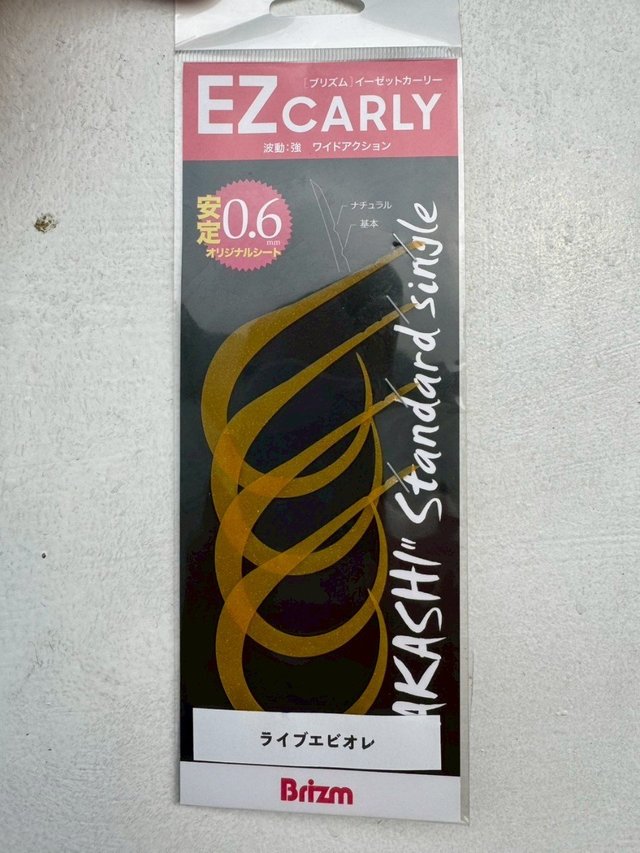 [ブリズム]イーゼットカーリー
EZCARLY
波動:強 ワイドアクション
安定0.6mm
オリジナルシート
ナチュラル
基本
AKASHI" Standard single
ライブエビオレ
Brizm